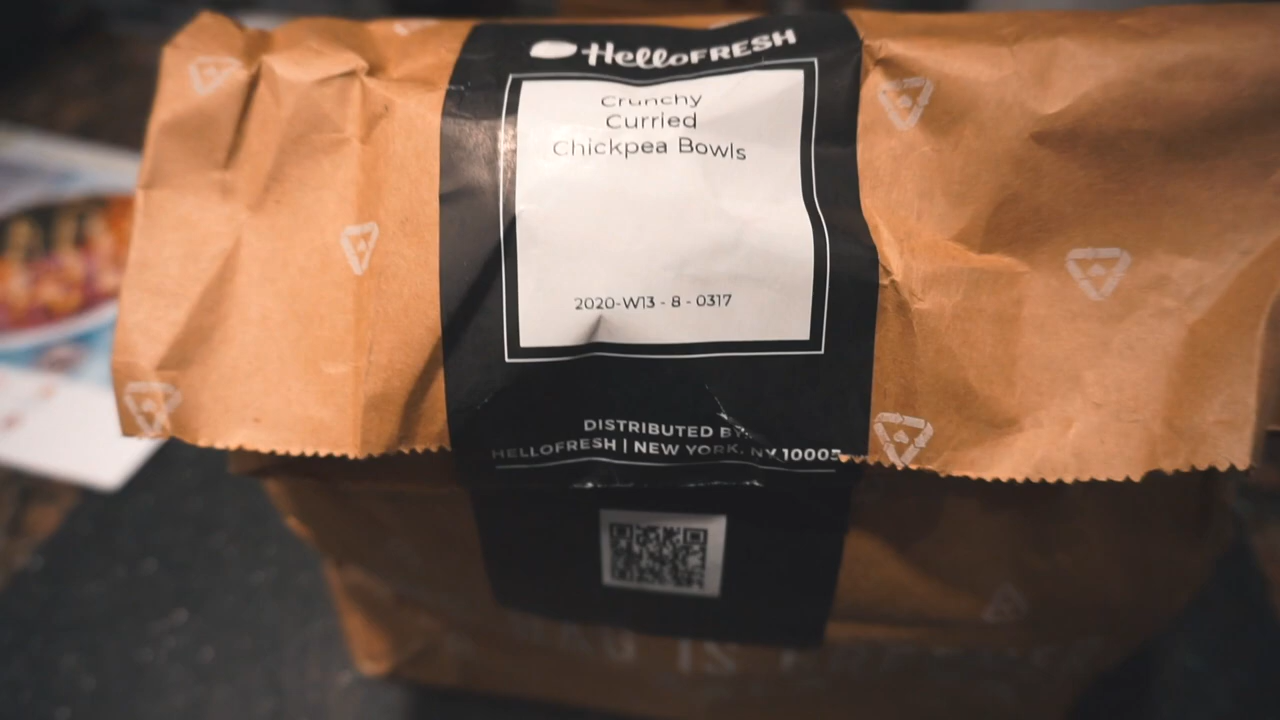 HelloFRESH
Crunchy
Curried
Chickpea Bowls
2020-W13 - 8 - 0317
DISTRIBUTED BY:
HELLOFRESH | NEW YORK, NY 10005